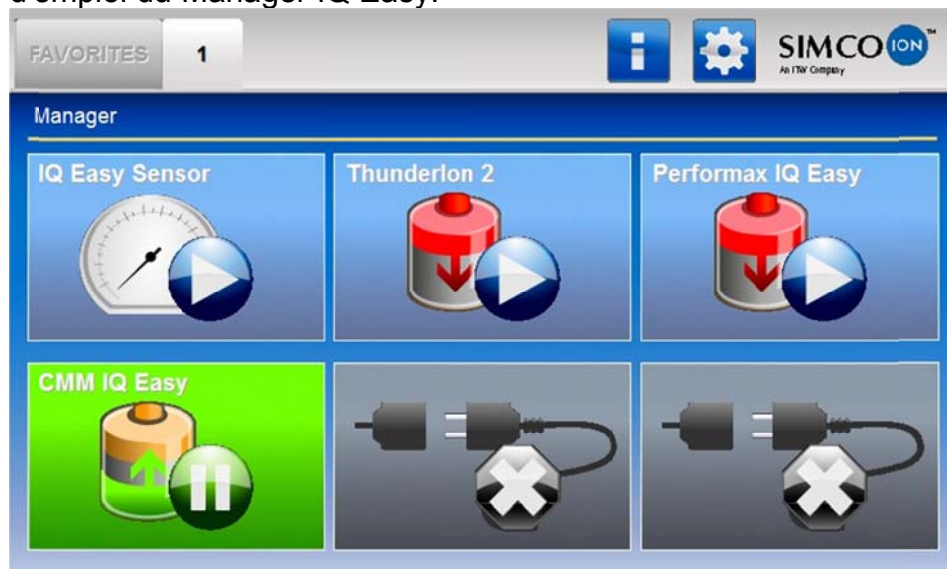 d'emploi du Manager IQ Easy.
FAVORITES 1
SIMCO ION™
An ITW Company
Manager
IQ Easy Sensor
ThunderIon 2
Performax IQ Easy
CMM IQ Easy